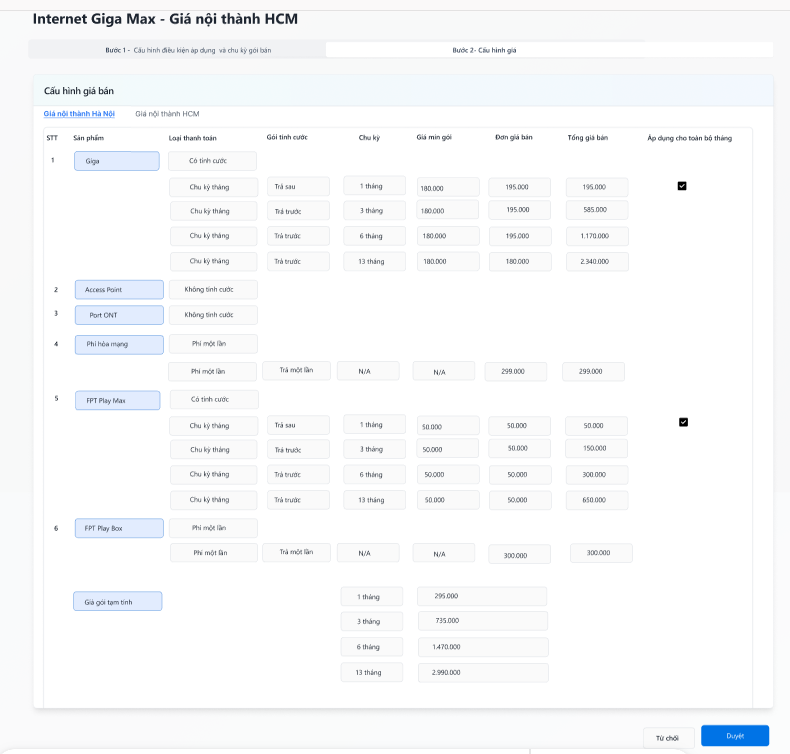 Internet Giga Max - Giá nội thành HCM
Bước 1 - Cấu hình điều kiện áp dụng và chu kỳ gói bán Bước 2- Cấu hình giá
Cấu hình giá bán
Giá nội thành Hà Nội Giá nội thành HCM
STT Sản phẩm Loại thanh toán Gói tính cước Chu kỳ Giá min gói Đơn giá bán Tổng giá bán Áp dụng cho toàn bộ tháng
1 Giga Có tính cước
Chu kỳ tháng Trả sau 1 tháng 180.000 195.000 195.000
Chu kỳ tháng Trả trước 3 tháng 180.000 195.000 585.000
Chu kỳ tháng Trả trước 6 tháng 180.000 195.000 1.170.000
Chu kỳ tháng Trả trước 13 tháng 180.000 180.000 2.340.000
2 Access Point Không tính cước
3 Port ONT Không tính cước
4 Phí hòa mạng Phí một lần
Phí một lần Trả một lần N/A N/A 299.000 299.000
5 FPT Play Max Có tính cước
Chu kỳ tháng Trả sau 1 tháng 50.000 50.000 50.000
Chu kỳ tháng Trả trước 3 tháng 50.000 50.000 150.000
Chu kỳ tháng Trả trước 6 tháng 50.000 50.000 300.000
Chu kỳ tháng Trả trước 13 tháng 50.000 50.000 650.000
6 FPT Play Box Phí một lần
Phí một lần Trả một lần N/A N/A 300.000 300.000
Giá gói tạm tính 1 tháng 295.000
3 tháng 735.000
6 tháng 1.470.000
13 tháng 2.990.000
Từ chối Duyệt